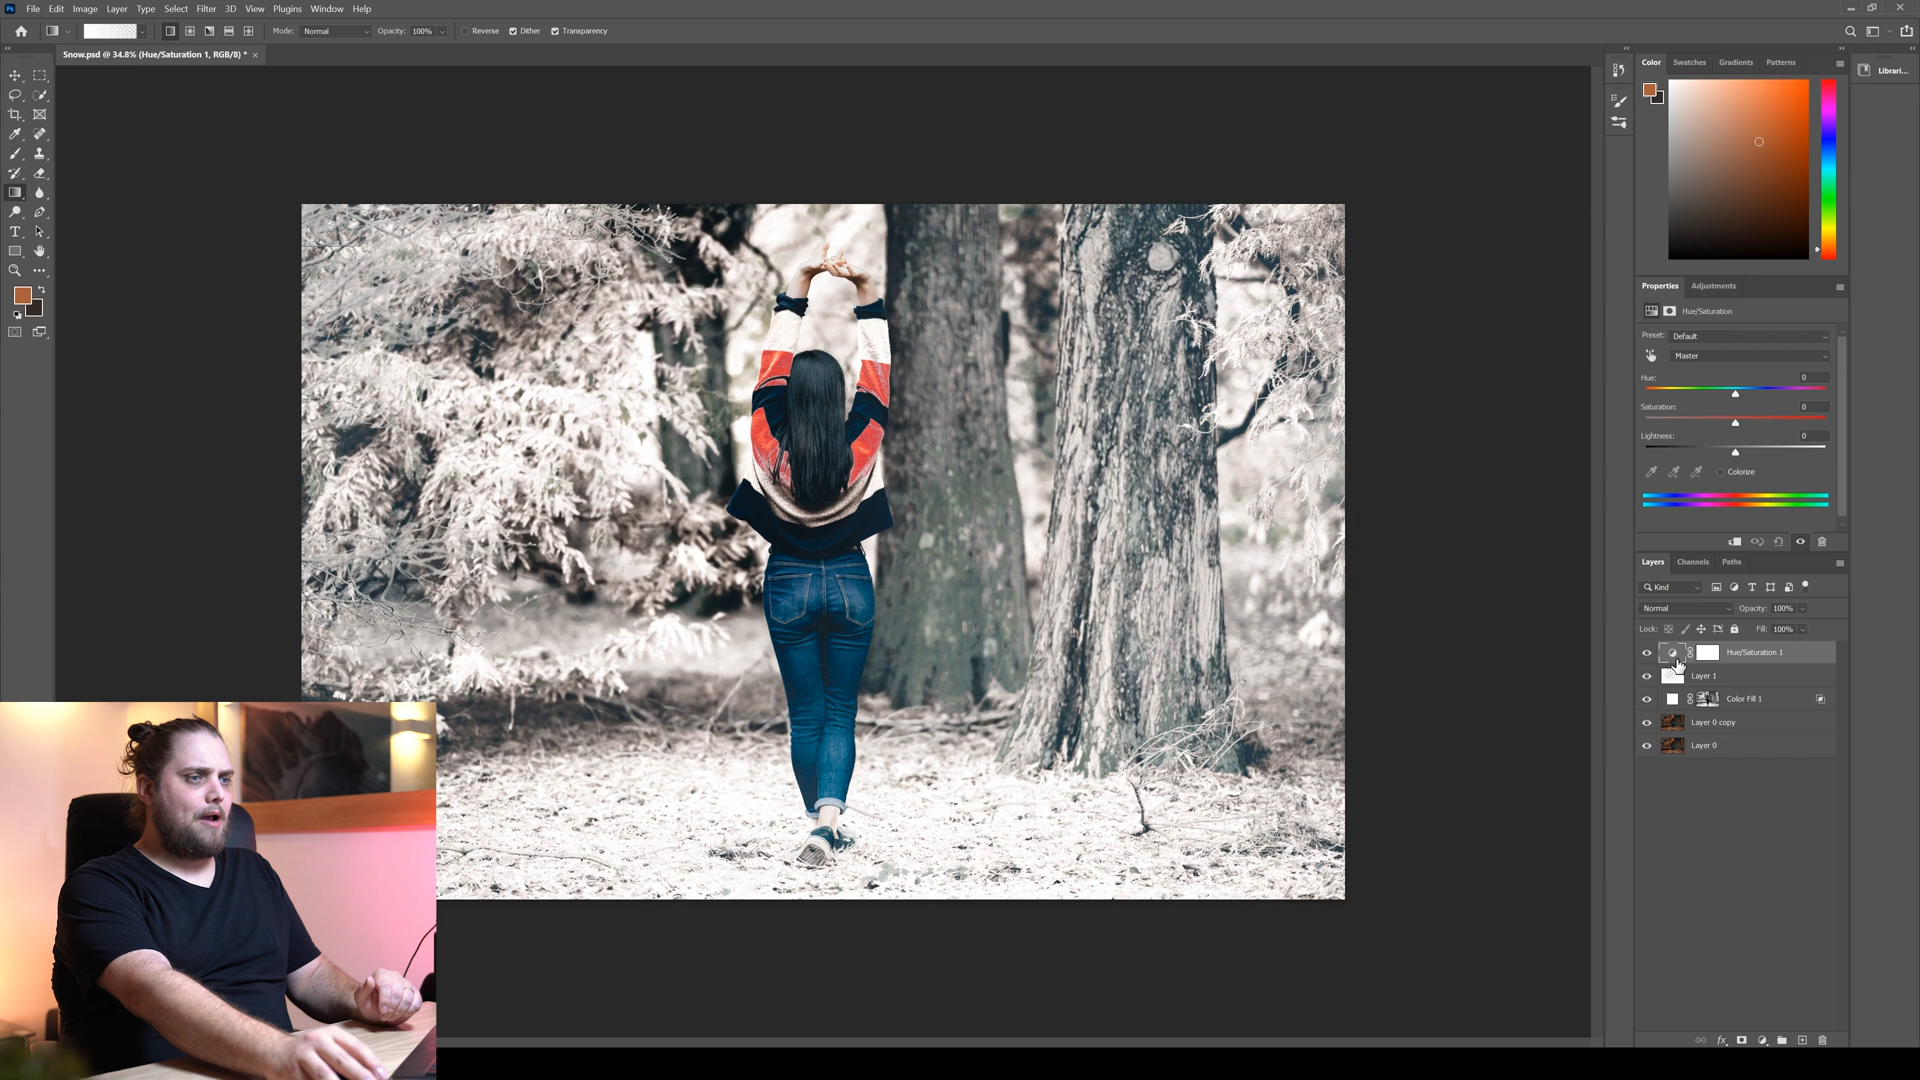 Ps File Edit Image Layer Type Select Filter 3D View Plugins Window Help
Mode: Normal Opacity: 100% Reverse Dither Transparency
Snow.psd @ 34.8% (Hue/Saturation 1, RGB/8) *
Color Swatches Gradients Patterns
Librari...
Properties Adjustments
Hue/Saturation
Preset: Default
Master
Hue: 0
Saturation: 0
Lightness: 0
Colorize
Layers Channels Paths
Kind
Normal Opacity: 100%
Lock: Fill: 100%
Hue/Saturation 1
Layer 1
Color Fill 1
Layer 0 copy
Layer 0
fx